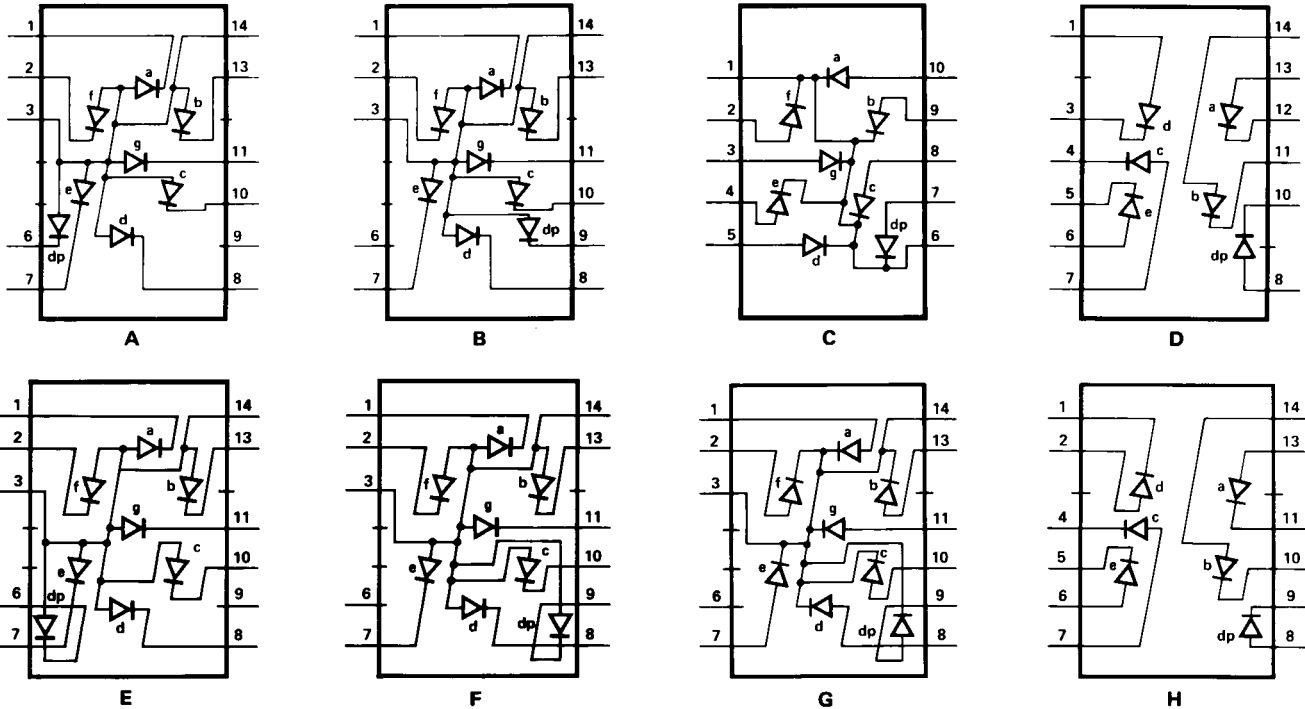 1 14
2 13
3
11
10
6 9
7 8
a
f b
g
e c
d
dp
A
1 14
2 13
3
11
10
6 9
7 8
a
f b
g
e c
d dp
B
1 10
2 9
3 8
4 7
5 6
a
f b
g
e c
d dp
C
1 14
13
3 12
4 11
5 10
6
7 8
a
d
c
e b
dp
D
1 14
2 13
3
11
10
6 9
7 8
a
f b
g
e c
dp
d
E
1 14
2 13
3
11
10
6 9
7 8
a
f b
g
e c
d dp
F
1 14
2 13
3
11
10
6 9
7 8
a
f b
g
e c
d dp
G
1 14
2 13
4 11
5 10
6 9
7 8
d a
c
e b
dp
H